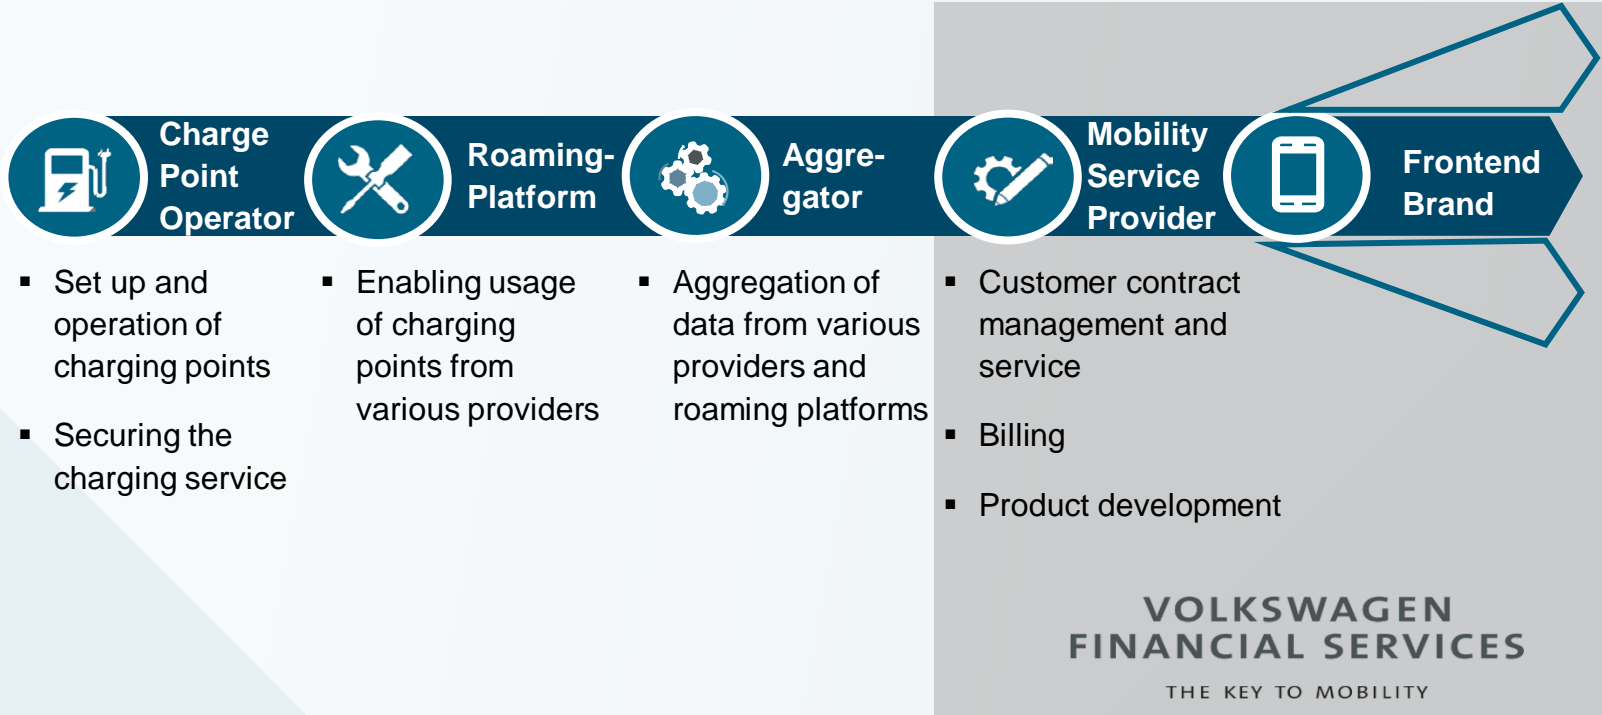 Charge
Point
Operator
Roaming-
Platform
Aggre-
gator
Mobility
Service
Provider
Frontend
Brand
▪ Set up and
operation of
charging points
▪ Securing the
charging service
▪ Enabling usage
of charging
points from
various providers
▪ Aggregation of
data from various
providers and
roaming platforms
▪ Customer contract
management and
service
▪ Billing
▪ Product development
VOLKSWAGEN
FINANCIAL SERVICES
THE KEY TO MOBILITY